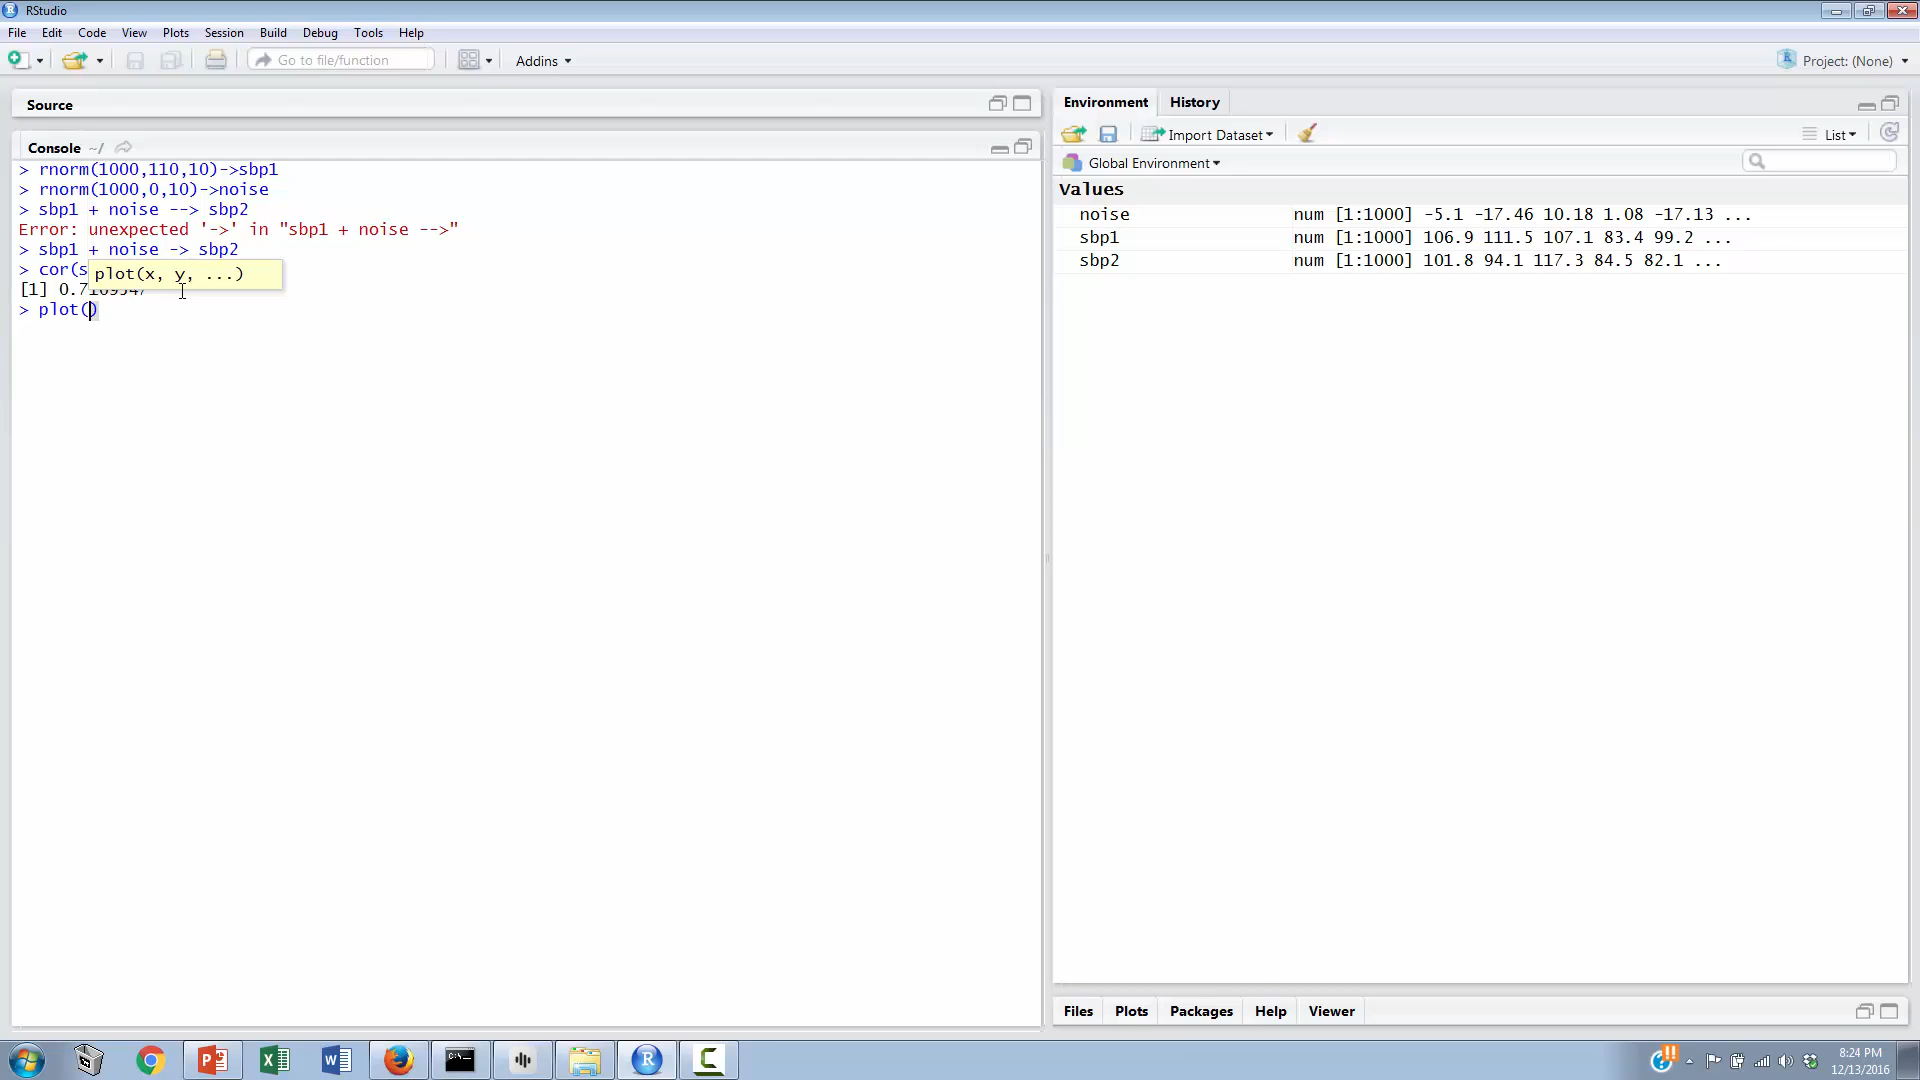 RStudio
File Edit Code View Plots Session Build Debug Tools Help
Go to file/function
Addins
Project: (None)
Source
Console ~/
> rnorm(1000,110,10)->sbp1
> rnorm(1000,0,10)->noise
> sbp1 + noise --> sbp2
Error: unexpected '->' in "sbp1 + noise -->"
> sbp1 + noise -> sbp2
> cor(s
plot(x, y, ...)
[1] 0.7169547
> plot()
Environment History
Import Dataset
List
Global Environment
Values
noise num [1:1000] -5.1 -17.46 10.18 1.08 -17.13 ...
sbp1 num [1:1000] 106.9 111.5 107.1 83.4 99.2 ...
sbp2 num [1:1000] 101.8 94.1 117.3 84.5 82.1 ...
Files Plots Packages Help Viewer
8:24 PM
12/13/2016